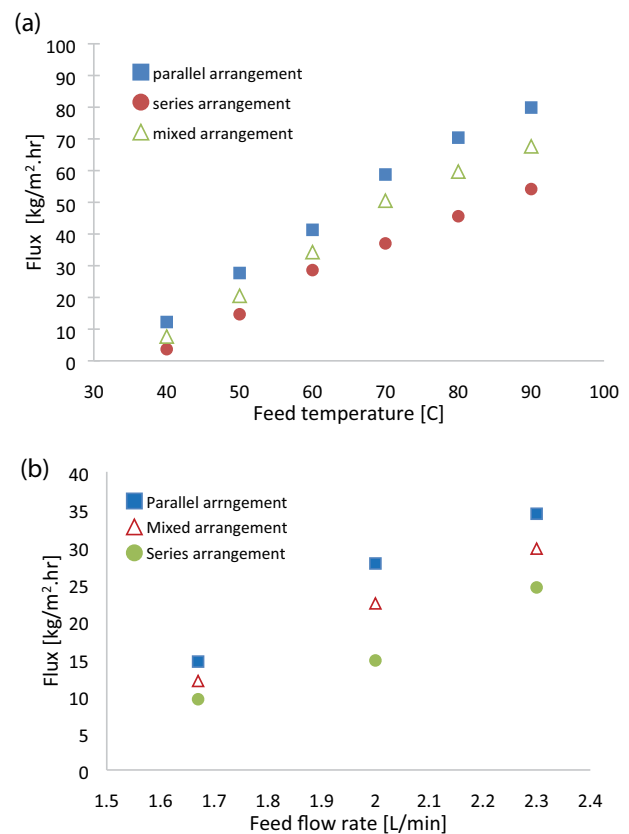 (a)
100
90
80
70
60
50
40
30
20
10
0
Flux [kg/m².hr]
parallel arrangement
series arrangement
mixed arrangement
30 40 50 60 70 80 90 100
Feed temperature [C]
(b)
40
35
30
25
20
15
10
5
0
Flux [kg/m².hr]
Parallel arrngement
Mixed arrangement
Series arrangement
1.5 1.6 1.7 1.8 1.9 2 2.1 2.2 2.3 2.4
Feed flow rate [L/min]